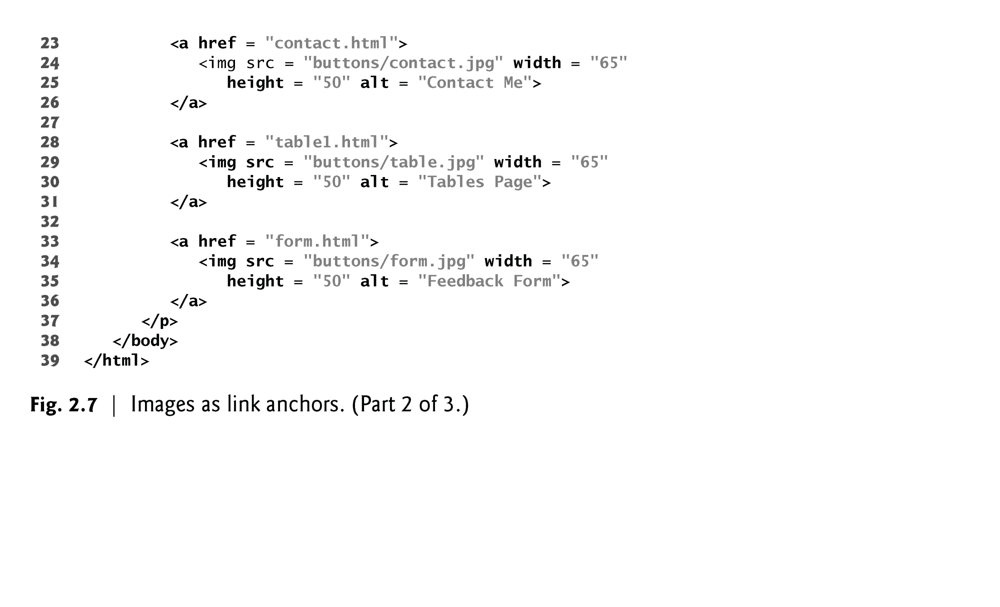 23 <a href = "contact.html">
24 <img src = "buttons/contact.jpg" width = "65"
25 height = "50" alt = "Contact Me">
26 </a>
27
28 <a href = "table1.html">
29 <img src = "buttons/table.jpg" width = "65"
30 height = "50" alt = "Tables Page">
31 </a>
32
33 <a href = "form.html">
34 <img src = "buttons/form.jpg" width = "65"
35 height = "50" alt = "Feedback Form">
36 </a>
37 </p>
38 </body>
39 </html>
Fig. 2.7 | Images as link anchors. (Part 2 of 3.)